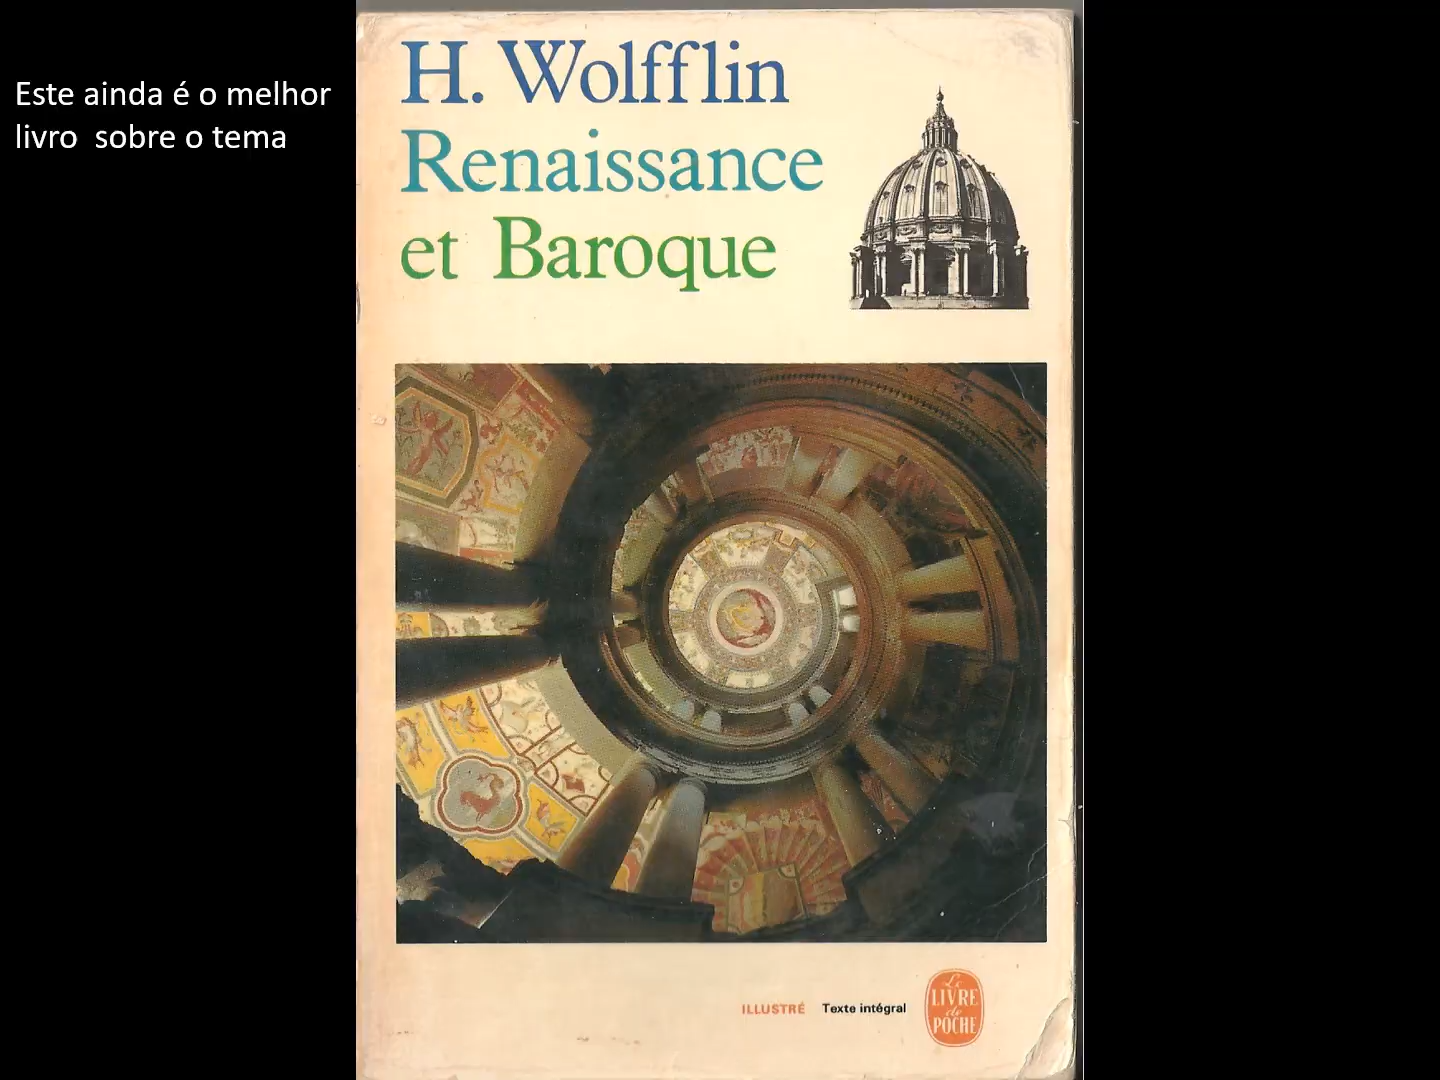 Este ainda é o melhor
livro  sobre o tema
H. Wolfflin
Renaissance
et Baroque
ILLUSTRÉ Texte intégral
Le
LIVRE
de
POCHE